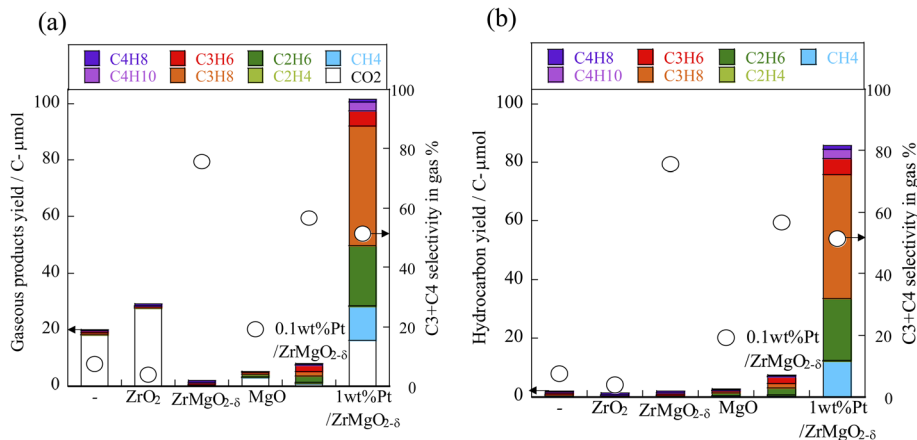 (a)
C4H8 C3H6 C2H6 CH4
C4H10 C3H8 C2H4 CO2
Gaseous products yield / C- μmol
100
80
60
40
20
0
100
80
60
40
20
0
C3+C4 selectivity in gas %
0.1wt%Pt
/ZrMgO2-δ
- ZrO2 ZrMgO2-δ MgO 1wt%Pt
/ZrMgO2-δ
(b)
C4H8 C3H6 C2H6 CH4
C4H10 C3H8 C2H4
Hydrocarbon yield / C- μmol
100
80
60
40
20
0
100
80
60
40
20
0
C3+C4 selectivity in gas %
0.1wt%Pt
/ZrMgO2-δ
- ZrO2 ZrMgO2-δ MgO 1wt%Pt
/ZrMgO2-δ